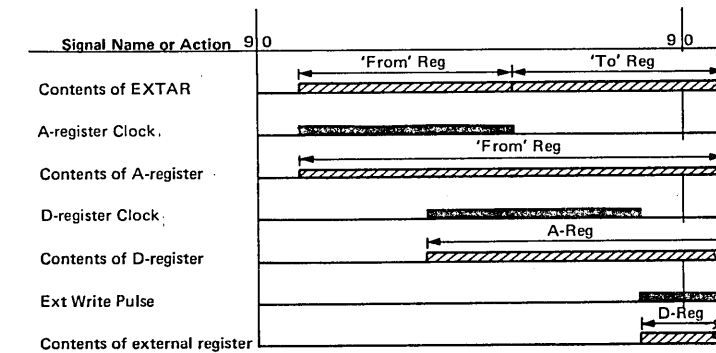 Signal Name or Action 9 0 9 0
'From' Reg 'To' Reg
Contents of EXTAR
A-register Clock
'From' Reg
Contents of A-register
D-register Clock
A-Reg
Contents of D-register
Ext Write Pulse
D-Reg
Contents of external register